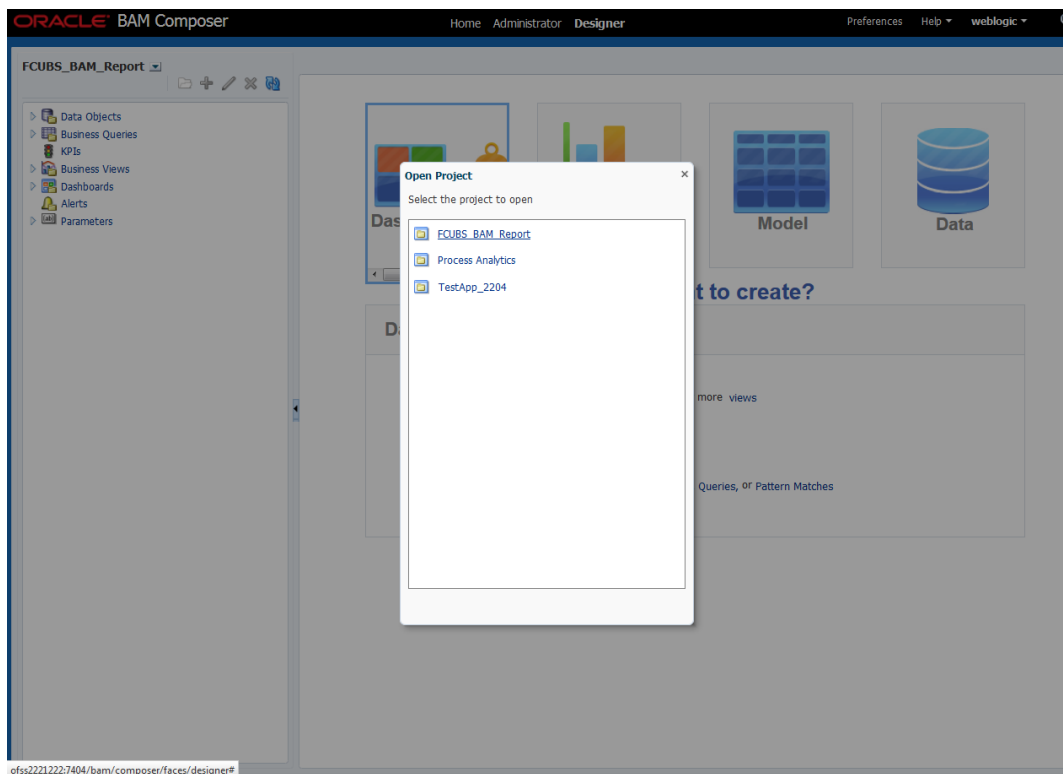 ORACLE BAM Composer
Home Administrator Designer
Preferences Help weblogic
FCUBS_BAM_Report
Data Objects
Business Queries
KPIs
Business Views
Dashboards
Alerts
Parameters
Open Project
Select the project to open
FCUBS_BAM_Report
Process Analytics
TestApp_2204
Das
Model
Data
t to create?
D
more views
Queries, or Pattern Matches
ofss2221222:7404/bam/composer/faces/designer#